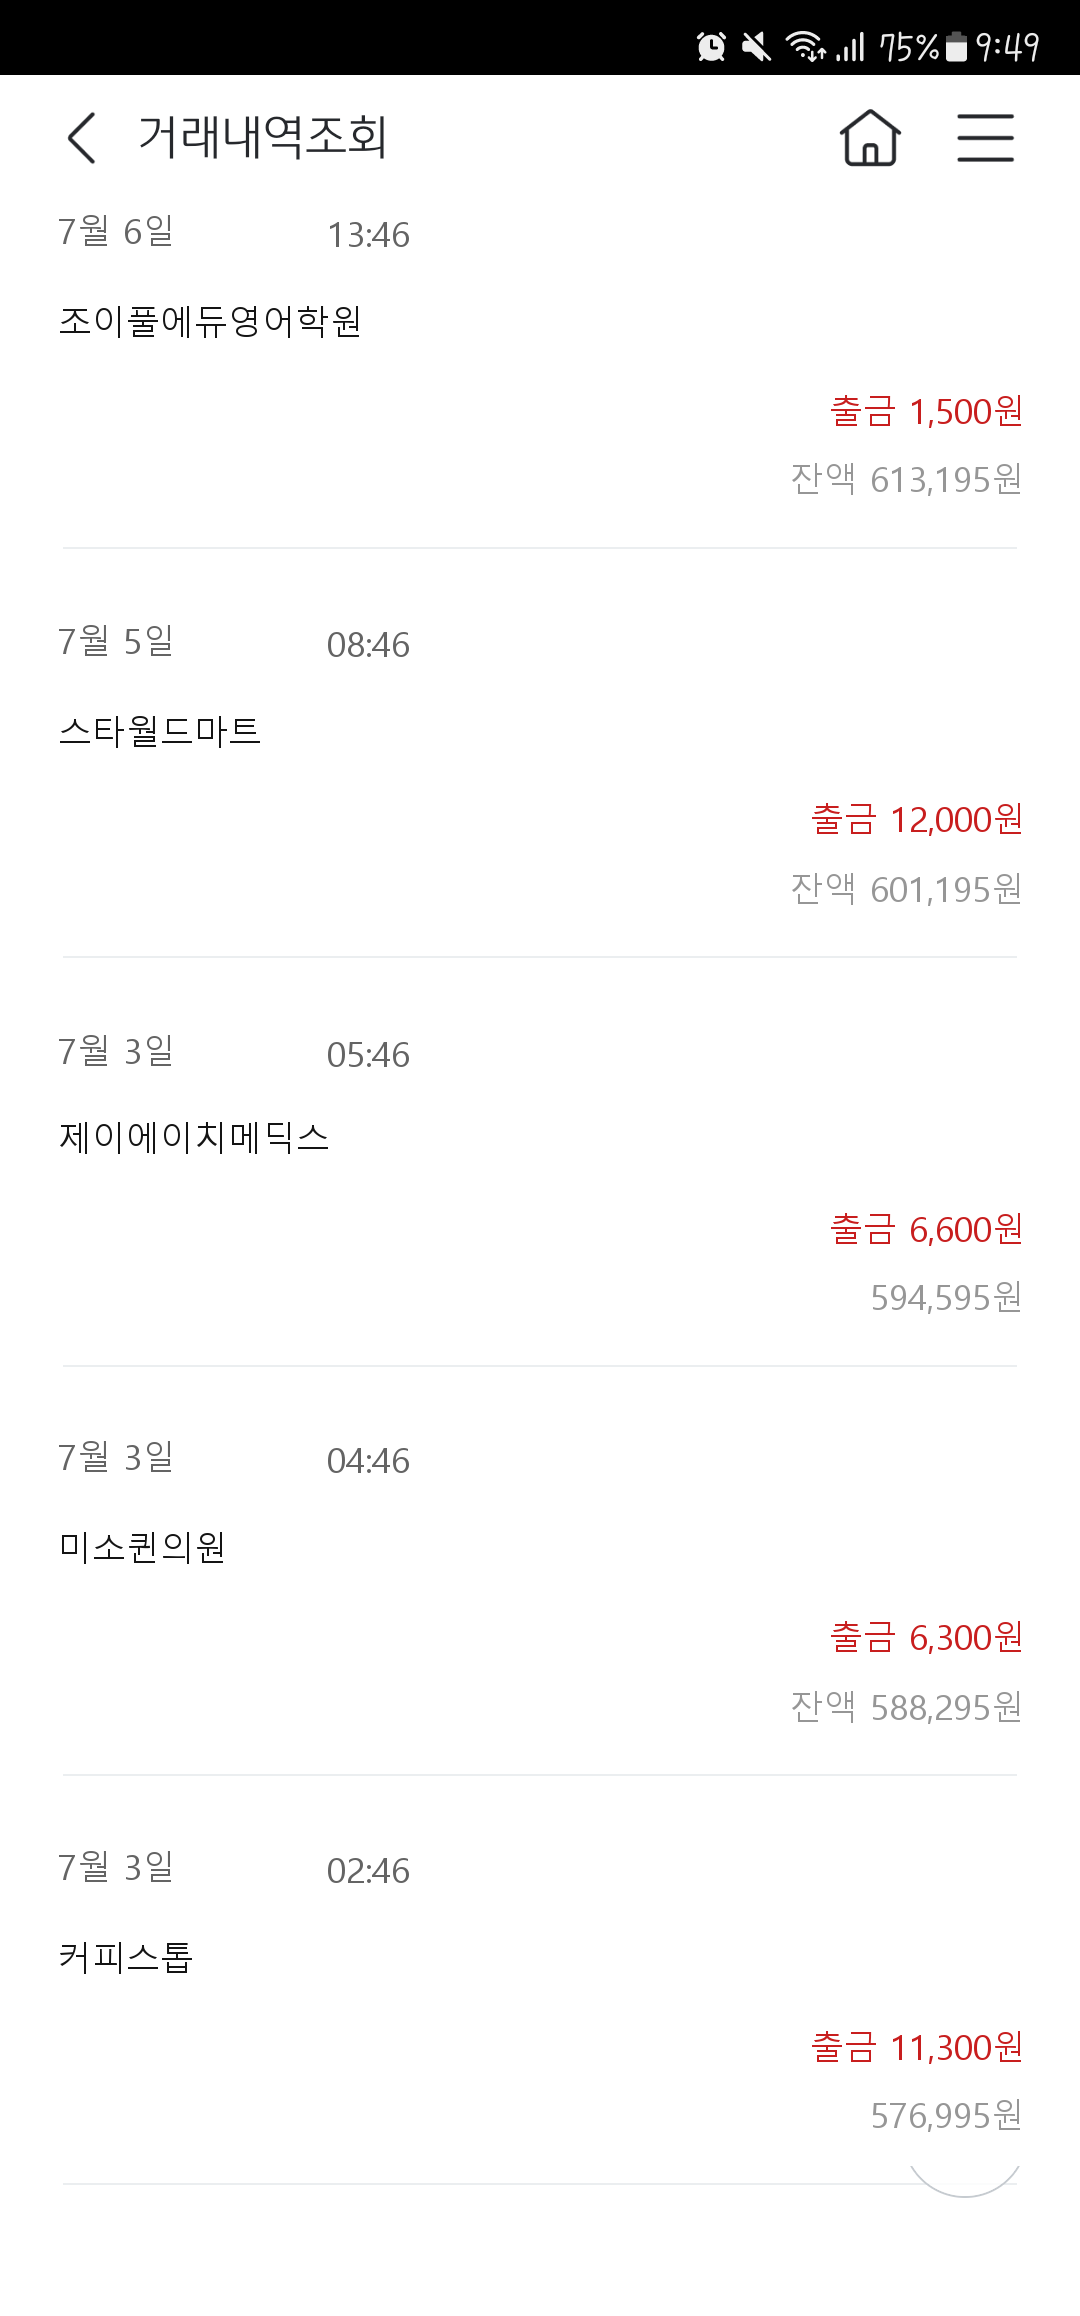 75% 9:49
거래내역조회
7월 6일 13:46
조이풀에듀영어학원
출금 1,500원
잔액 613,195원
7월 5일 08:46
스타월드마트
출금 12,000원
잔액 601,195원
7월 3일 05:46
제이에이치메딕스
출금 6,600원
594,595원
7월 3일 04:46
미소퀸의원
출금 6,300원
잔액 588,295원
7월 3일 02:46
커피스톱
출금 11,300원
576,995원